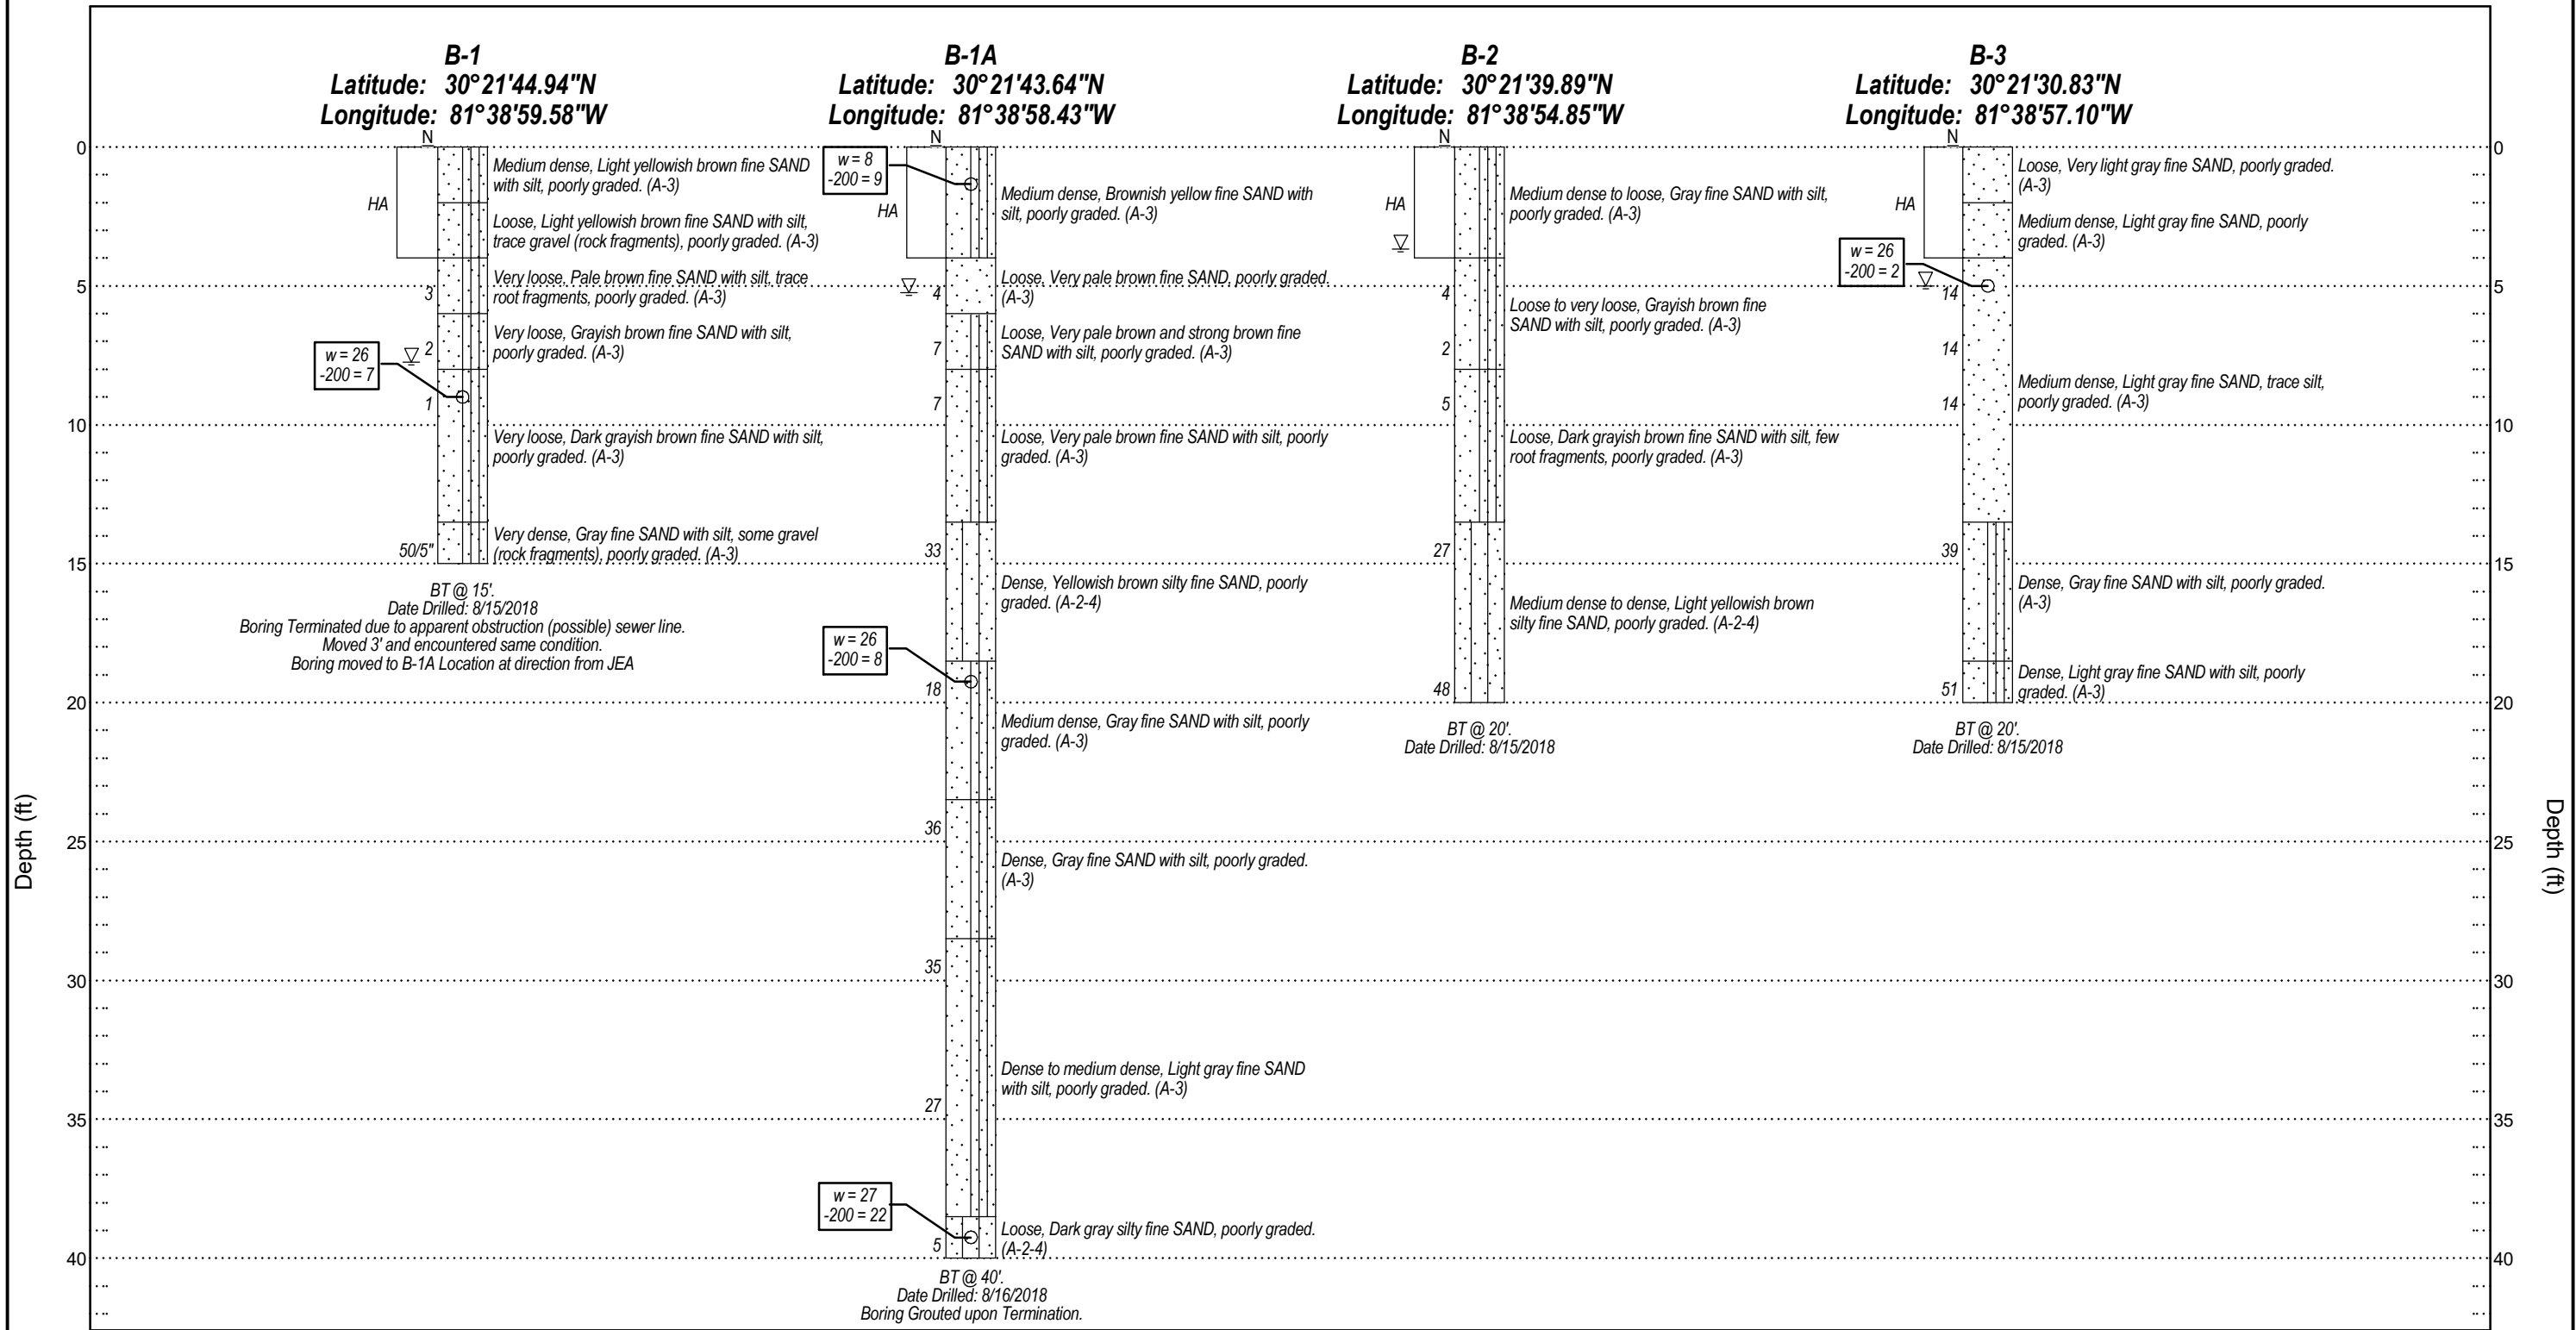 B-1
Latitude: 30°21'44.94"N
Longitude: 81°38'59.58"W
N
HA
Medium dense, Light yellowish brown fine SAND
with silt, poorly graded. (A-3)
Loose, Light yellowish brown fine SAND with silt,
trace gravel (rock fragments), poorly graded. (A-3)
3
Very loose, Pale brown fine SAND with silt, trace
root fragments, poorly graded. (A-3)
2
Very loose, Grayish brown fine SAND with silt,
poorly graded. (A-3)
w = 26
-200 = 7
1
Very loose, Dark grayish brown fine SAND with silt,
poorly graded. (A-3)
50/5"
Very dense, Gray fine SAND with silt, some gravel
(rock fragments), poorly graded. (A-3)
BT @ 15'.
Date Drilled: 8/15/2018
Boring Terminated due to apparent obstruction (possible) sewer line.
Moved 3' and encountered same condition.
Boring moved to B-1A Location at direction from JEA
B-1A
Latitude: 30°21'43.64"N
Longitude: 81°38'58.43"W
N
w = 8
-200 = 9
HA
Medium dense, Brownish yellow fine SAND with
silt, poorly graded. (A-3)
4
Loose, Very pale brown fine SAND, poorly graded.
(A-3)
7
Loose, Very pale brown and strong brown fine
SAND with silt, poorly graded. (A-3)
7
Loose, Very pale brown fine SAND with silt, poorly
graded. (A-3)
33
Dense, Yellowish brown silty fine SAND, poorly
graded. (A-2-4)
w = 26
-200 = 8
18
Medium dense, Gray fine SAND with silt, poorly
graded. (A-3)
36
Dense, Gray fine SAND with silt, poorly graded.
(A-3)
35
Dense to medium dense, Light gray fine SAND
with silt, poorly graded. (A-3)
27
w = 27
-200 = 22
5
Loose, Dark gray silty fine SAND, poorly graded.
(A-2-4)
BT @ 40'.
Date Drilled: 8/16/2018
Boring Grouted upon Termination.
B-2
Latitude: 30°21'39.89"N
Longitude: 81°38'54.85"W
N
HA
Medium dense to loose, Gray fine SAND with silt,
poorly graded. (A-3)
4
Loose to very loose, Grayish brown fine
SAND with silt, poorly graded. (A-3)
2
5
Loose, Dark grayish brown fine SAND with silt, few
root fragments, poorly graded. (A-3)
27
Medium dense to dense, Light yellowish brown
silty fine SAND, poorly graded. (A-2-4)
48
BT @ 20'.
Date Drilled: 8/15/2018
B-3
Latitude: 30°21'30.83"N
Longitude: 81°38'57.10"W
N
HA
Loose, Very light gray fine SAND, poorly graded.
(A-3)
Medium dense, Light gray fine SAND, poorly
graded. (A-3)
w = 26
-200 = 2
14
14
14
Medium dense, Light gray fine SAND, trace silt,
poorly graded. (A-3)
39
Dense, Gray fine SAND with silt, poorly graded.
(A-3)
51
Dense, Light gray fine SAND with silt, poorly
graded. (A-3)
BT @ 20'.
Date Drilled: 8/15/2018
Depth (ft)
0
5
10
15
20
25
30
35
40
Depth (ft)
0
5
10
15
20
25
30
35
40